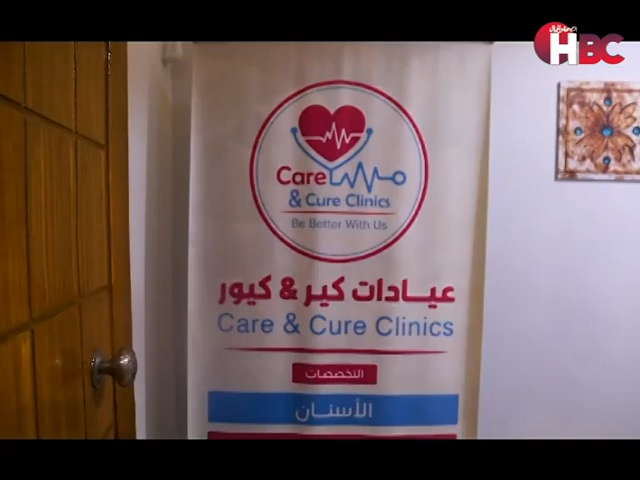 HBC
Care
& Cure Clinics
Be Better With Us
عيادات كير & كيور
Care & Cure Clinics
التخصصات
الأسنان